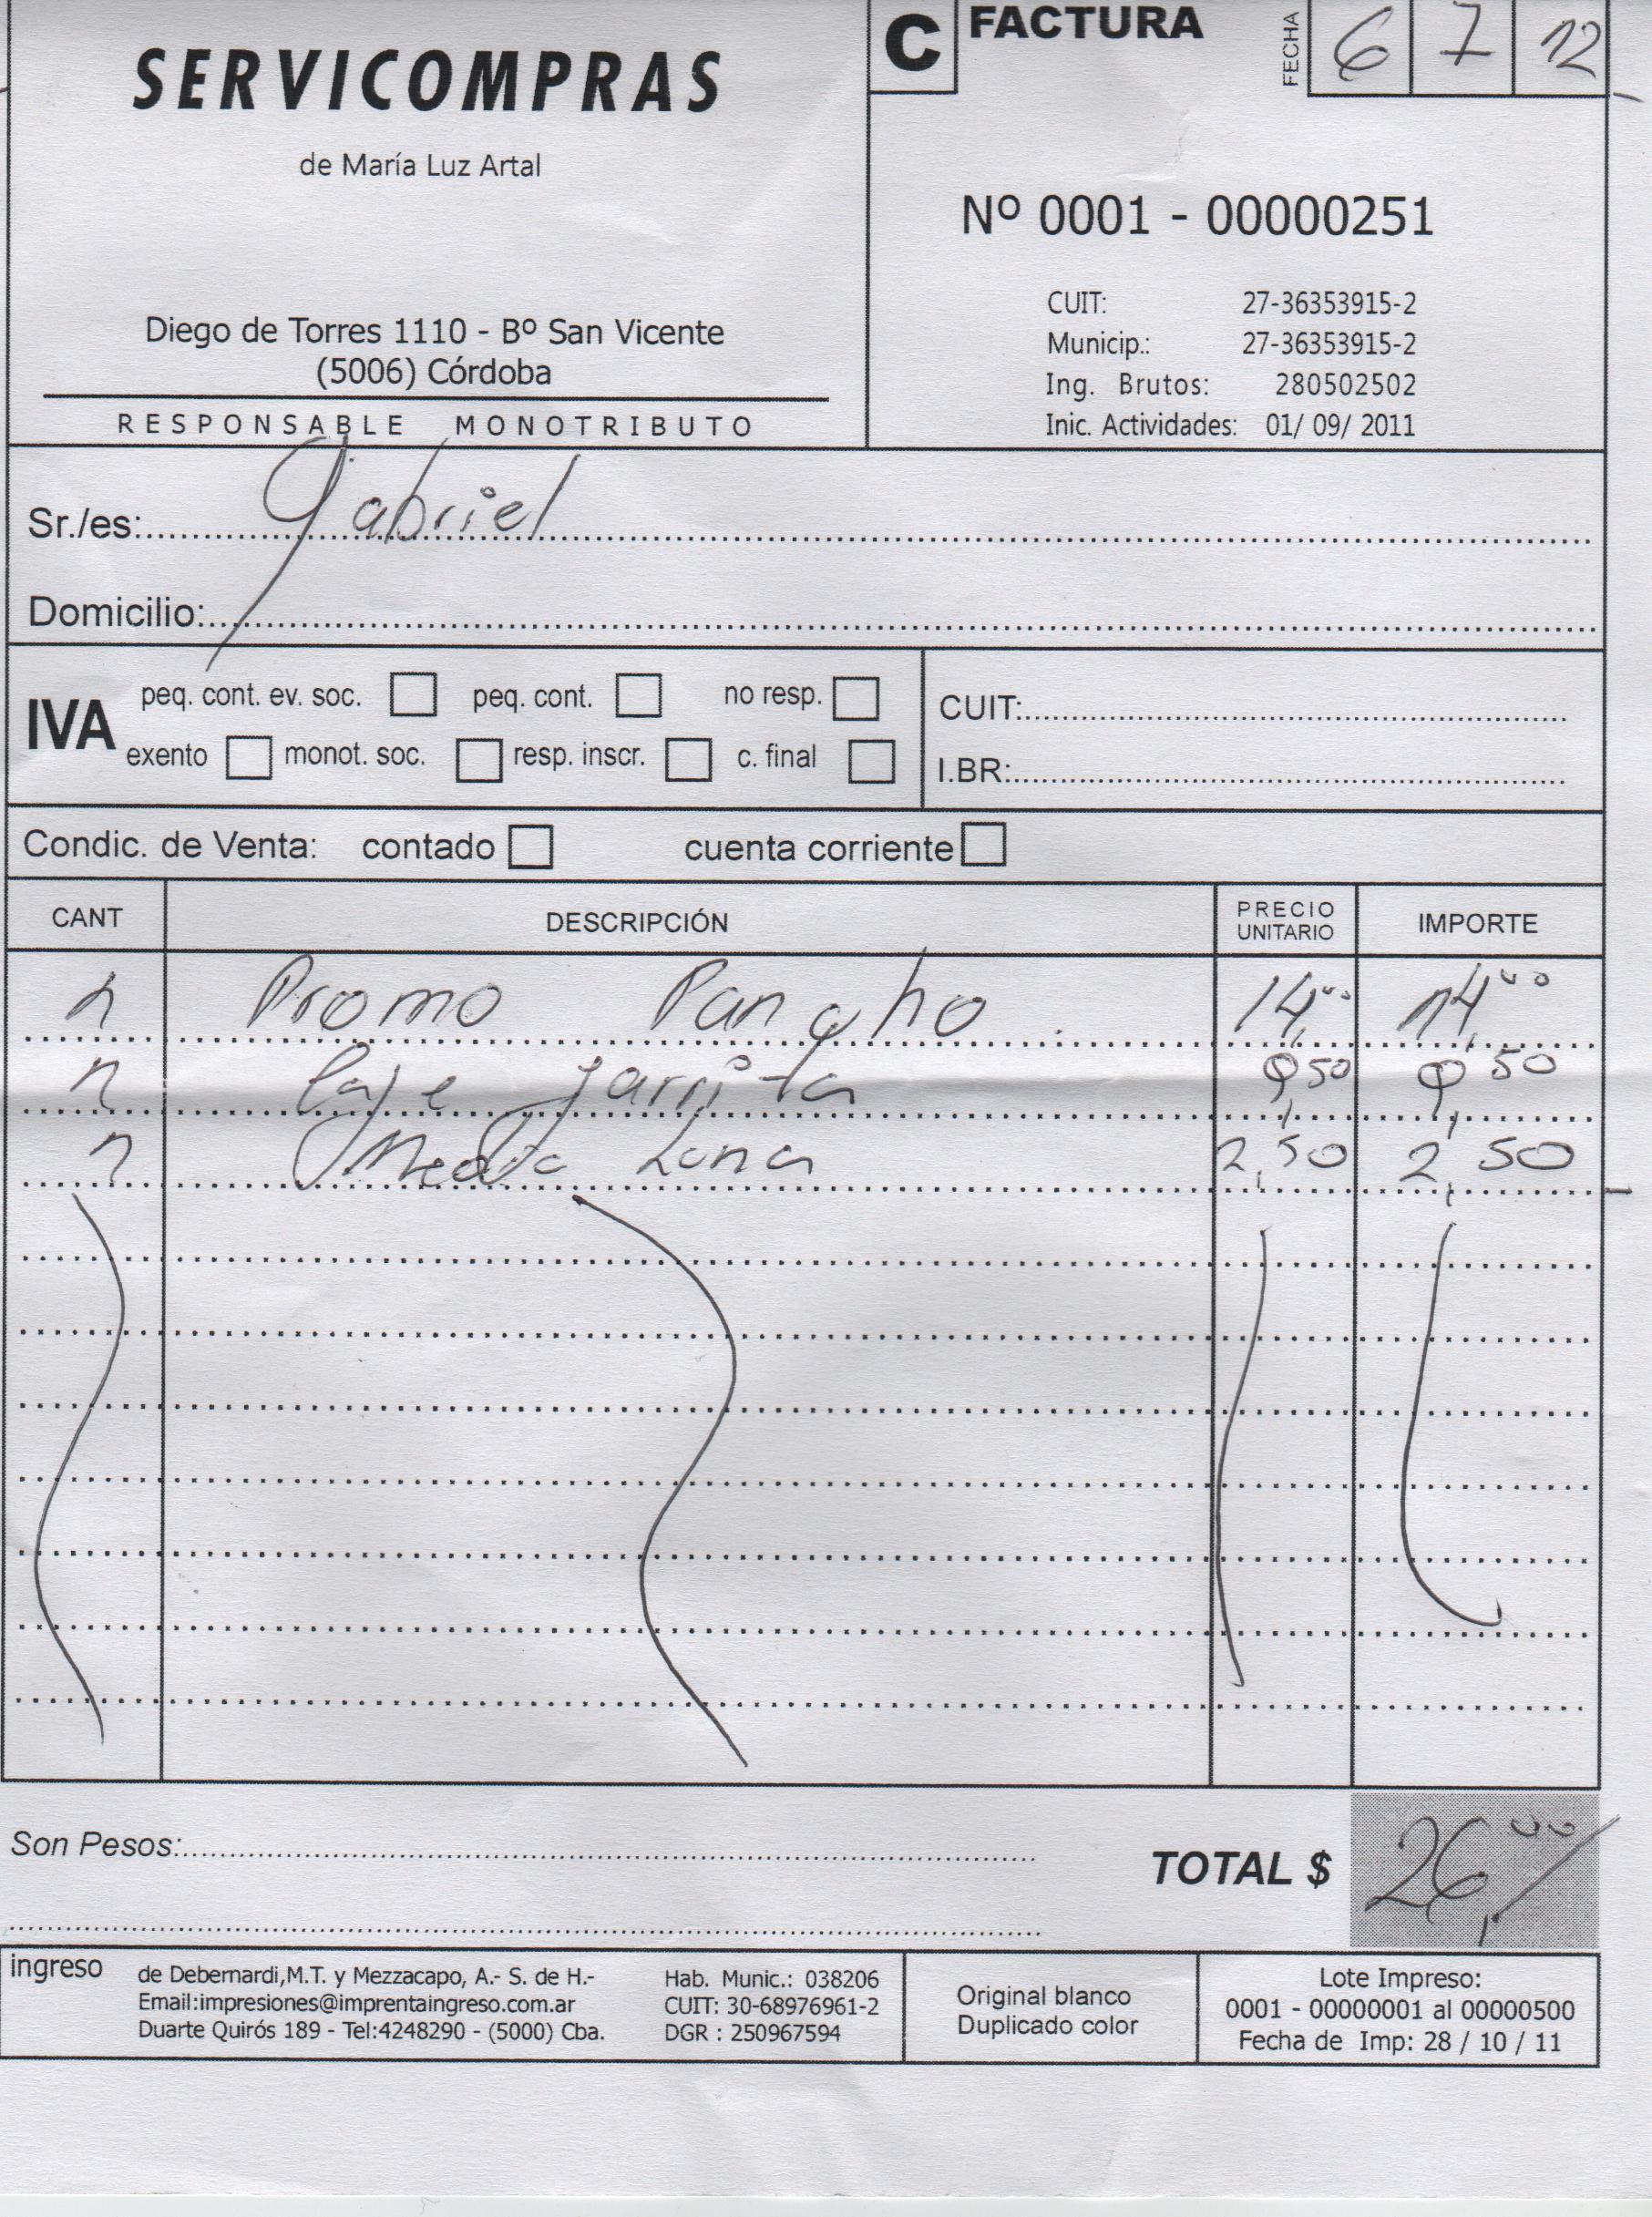 SERVICOMPRAS
de María Luz Artal
Diego de Torres 1110 - Bº San Vicente
(5006) Córdoba
RESPONSABLE MONOTRIBUTO
C FACTURA
FECHA 6 7 12
Nº 0001 - 00000251
CUIT: 27-36353915-2
Municip.: 27-36353915-2
Ing. Brutos: 280502502
Inic. Actividades: 01/ 09/ 2011
Sr./es: Gabriel
Domicilio:
IVA
peq. cont. ev. soc. peq. cont. no resp.
exento monot. soc. resp. inscr. c. final
CUIT:
I.BR:
Condic. de Venta: contado cuenta corriente
CANT DESCRIPCIÓN PRECIO UNITARIO IMPORTE
1 Promo Pancho 14,00 14,00
1 Cafe Jarrita 9,50 9,50
1 Media Luna 2,50 2,50
Son Pesos:
TOTAL $ 26,00
ingreso
de Debernardi,M.T. y Mezzacapo, A.- S. de H.-
Email:impresiones@imprentaingreso.com.ar
Duarte Quirós 189 - Tel:4248290 - (5000) Cba.
Hab. Munic.: 038206
CUIT: 30-68976961-2
DGR : 250967594
Original blanco
Duplicado color
Lote Impreso:
0001 - 00000001 al 00000500
Fecha de Imp: 28 / 10 / 11